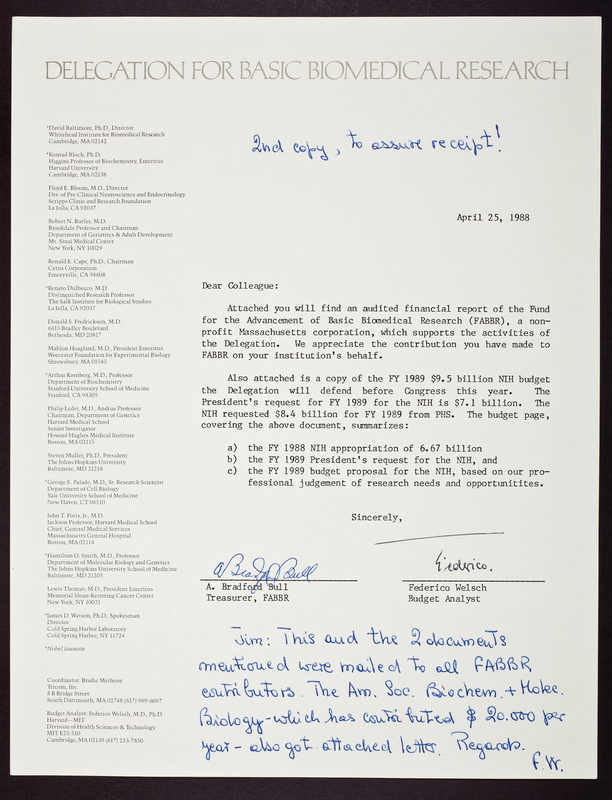 DELEGATION FOR BASIC BIOMEDICAL RESEARCH
*David Baltimore, Ph.D., Director
Whitehead Institute for Biomedical Research
Cambridge, MA 02142
*Konrad Bloch, Ph.D.
Higgins Professor of Biochemistry, Emeritus
Harvard University
Cambridge, MA 02138
Floyd E. Bloom, M.D., Director
Div. of Pre-Clinical Neuroscience and Endocrinology
Scripps Clinic and Research Foundation
La Jolla, CA 92037
Robert N. Butler, M.D.
Brookdale Professor and Chairman
Department of Geriatrics & Adult Development
Mt. Sinai Medical Center
New York, NY 10029
Ronald E. Cape, Ph.D., Chairman
Cetus Corporation
Emeryville, CA 94608
*Renato Dulbecco, M.D.
Distinguished Research Professor
The Salk Institute for Biological Studies
La Jolla, CA 92037
Donald S. Fredrickson, M.D.
6615 Bradley Boulevard
Bethesda, MD 20817
Mahlon Hoagland, M.D., President Emeritus
Worcester Foundation for Experimental Biology
Shrewsbury, MA 01545
*Arthur Kornberg, M.D., Professor
Department of Biochemistry
Stanford University School of Medicine
Stanford, CA 94305
Philip Leder, M.D., Andrus Professor
Chairman, Department of Genetics
Harvard Medical School
Senior Investigator
Howard Hughes Medical Institute
Boston, MA 02115
Steven Muller, Ph.D., President
The Johns Hopkins University
Baltimore, MD 21218
*George E. Palade, M.D., Sr. Research Scientist
Department of Cell Biology
Yale University School of Medicine
New Haven, CT 06510
John T. Potts, Jr., M.D.
Jackson Professor, Harvard Medical School
Chief, General Medical Services
Massachusetts General Hospital
Boston, MA 02114
*Hamilton O. Smith, M.D., Professor
Department of Molecular Biology and Genetics
The Johns Hopkins University School of Medicine
Baltimore, MD 21205
Lewis Thomas, M.D., President Emeritus
Memorial Sloan-Kettering Cancer Center
New York, NY 10021
*James D. Watson, Ph.D., Spokesman
Director
Cold Spring Harbor Laboratory
Cold Spring Harbor, NY 11724
*Nobel laureate
Coordinator: Bradie Metheny
Tricom, Inc.
8 B Bridge Street
South Dartmouth, MA 02748 (617) 999-6097
Budget Analyst: Federico Welsch, M.D., Ph.D.
Harvard—MIT
Division of Health Sciences & Technology
MIT E25-519
Cambridge, MA 02139 (617) 253-7650
2nd copy, to assure receipt!
April 25, 1988
Dear Colleague:
Attached you will find an audited financial report of the Fund
for the Advancement of Basic Biomedical Research (FABBR), a non-
profit Massachusetts corporation, which supports the activities of
the Delegation. We appreciate the contribution you have made to
FABBR on your institution's behalf.
Also attached is a copy of the FY 1989 $9.5 billion NIH budget
the Delegation will defend before Congress this year. The
President's request for FY 1989 for the NIH is $7.1 billion. The
NIH requested $8.4 billion for FY 1989 from PHS. The budget page,
covering the above document, summarizes:
a) the FY 1988 NIH appropriation of 6.67 billion
b) the FY 1989 President's request for the NIH, and
c) the FY 1989 budget proposal for the NIH, based on our pro-
fessional judgement of research needs and opportunitites.
Sincerely,
A Bradford Bull
Federico.
A. Bradford Bull
Treasurer, FABBR
Federico Welsch
Budget Analyst
Jim: This and the 2 documents
mentioned were mailed to all FABBR
contributors. The Am. Soc. Biochem. + Molec.
Biology - which has contributed $ 20.000 per
year - also got attached letter. Regards.
F.W.